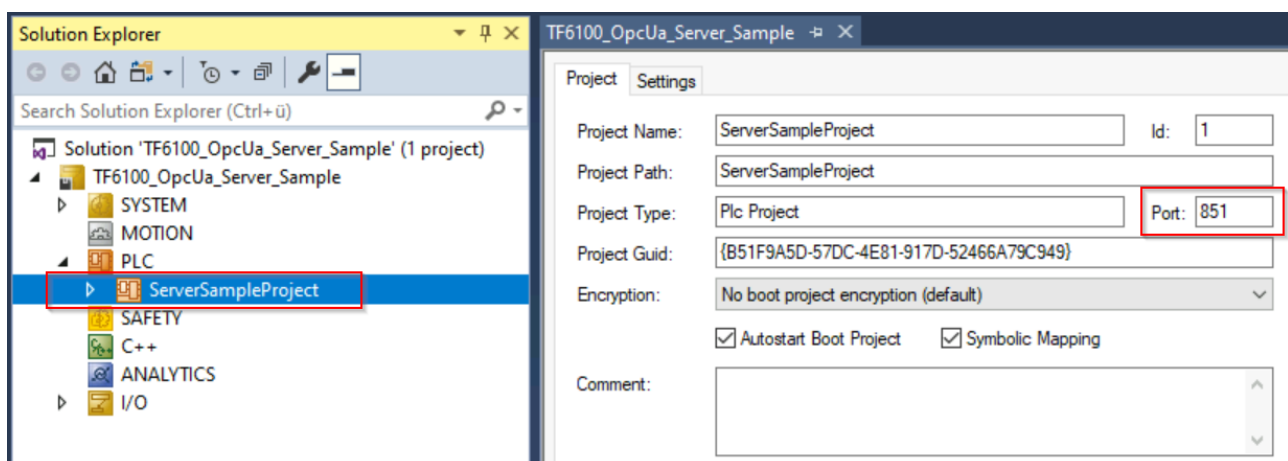 Solution Explorer
Search Solution Explorer (Ctrl+ü)
Solution 'TF6100_OpcUa_Server_Sample' (1 project)
TF6100_OpcUa_Server_Sample
SYSTEM
MOTION
PLC
ServerSampleProject
SAFETY
C++
ANALYTICS
I/O
TF6100_OpcUa_Server_Sample
Project Settings
Project Name: ServerSampleProject Id: 1
Project Path: ServerSampleProject
Project Type: Plc Project Port: 851
Project Guid: {B51F9A5D-57DC-4E81-917D-52466A79C949}
Encryption: No boot project encryption (default)
Autostart Boot Project Symbolic Mapping
Comment: